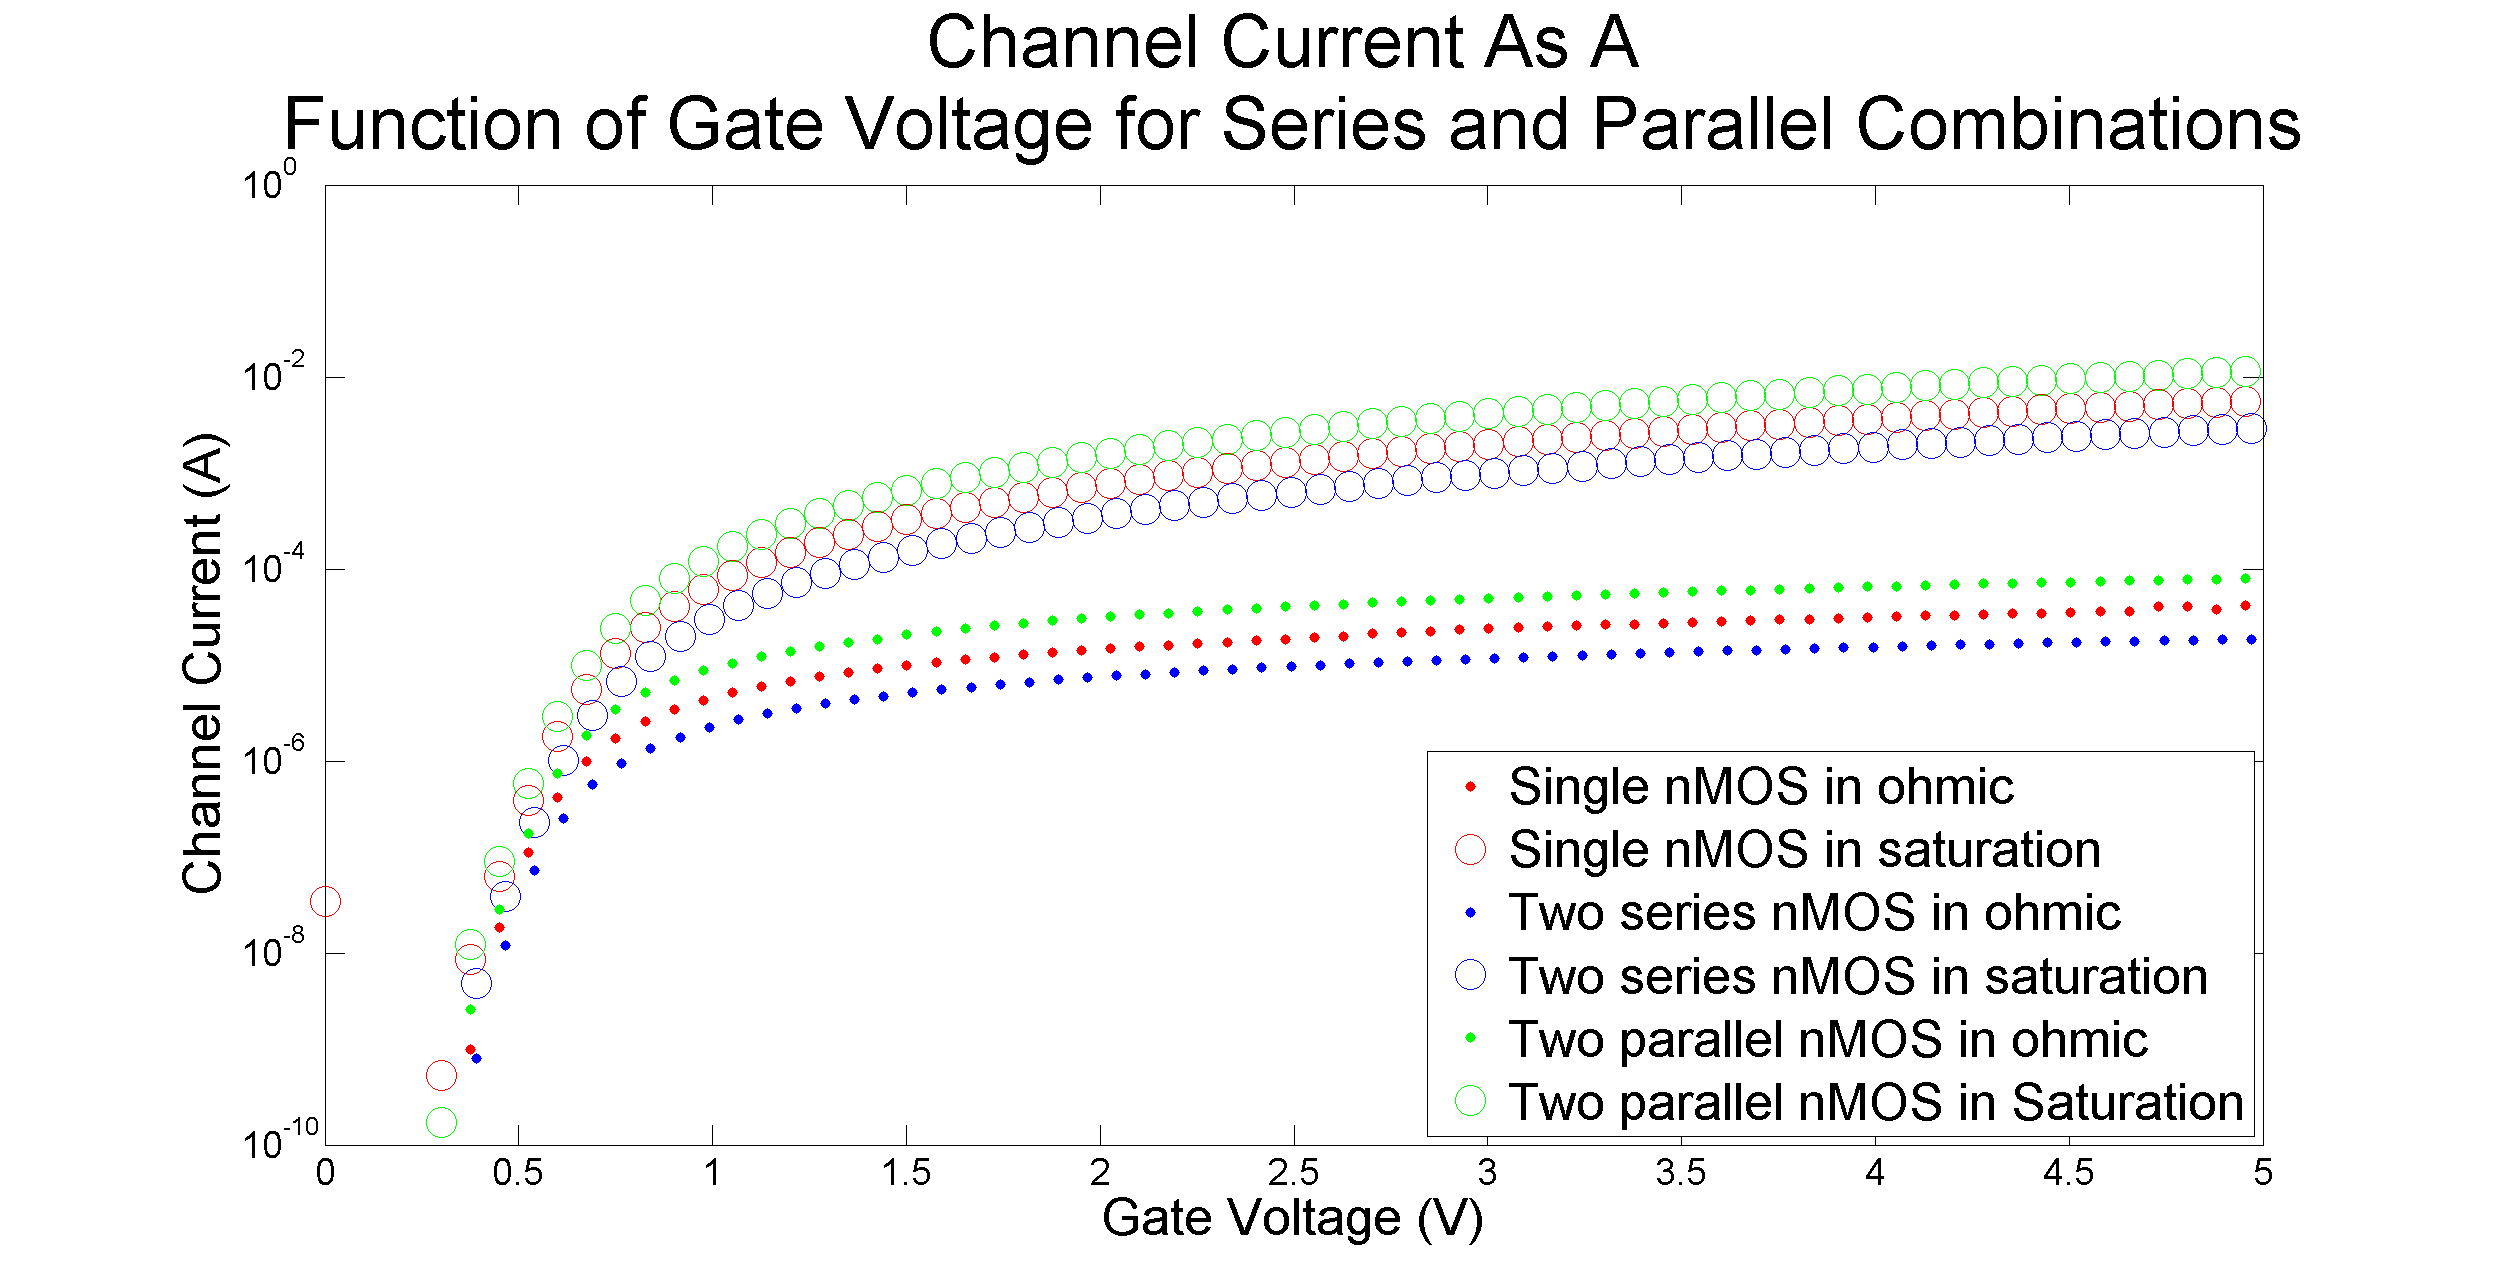 Channel Current As A
Function of Gate Voltage for Series and Parallel Combinations
10^0
10^-2
10^-4
10^-6
10^-8
10^-10
Channel Current (A)
0 0.5 1 1.5 2 2.5 3 3.5 4 4.5 5
Gate Voltage (V)
Single nMOS in ohmic
Single nMOS in saturation
Two series nMOS in ohmic
Two series nMOS in saturation
Two parallel nMOS in ohmic
Two parallel nMOS in Saturation